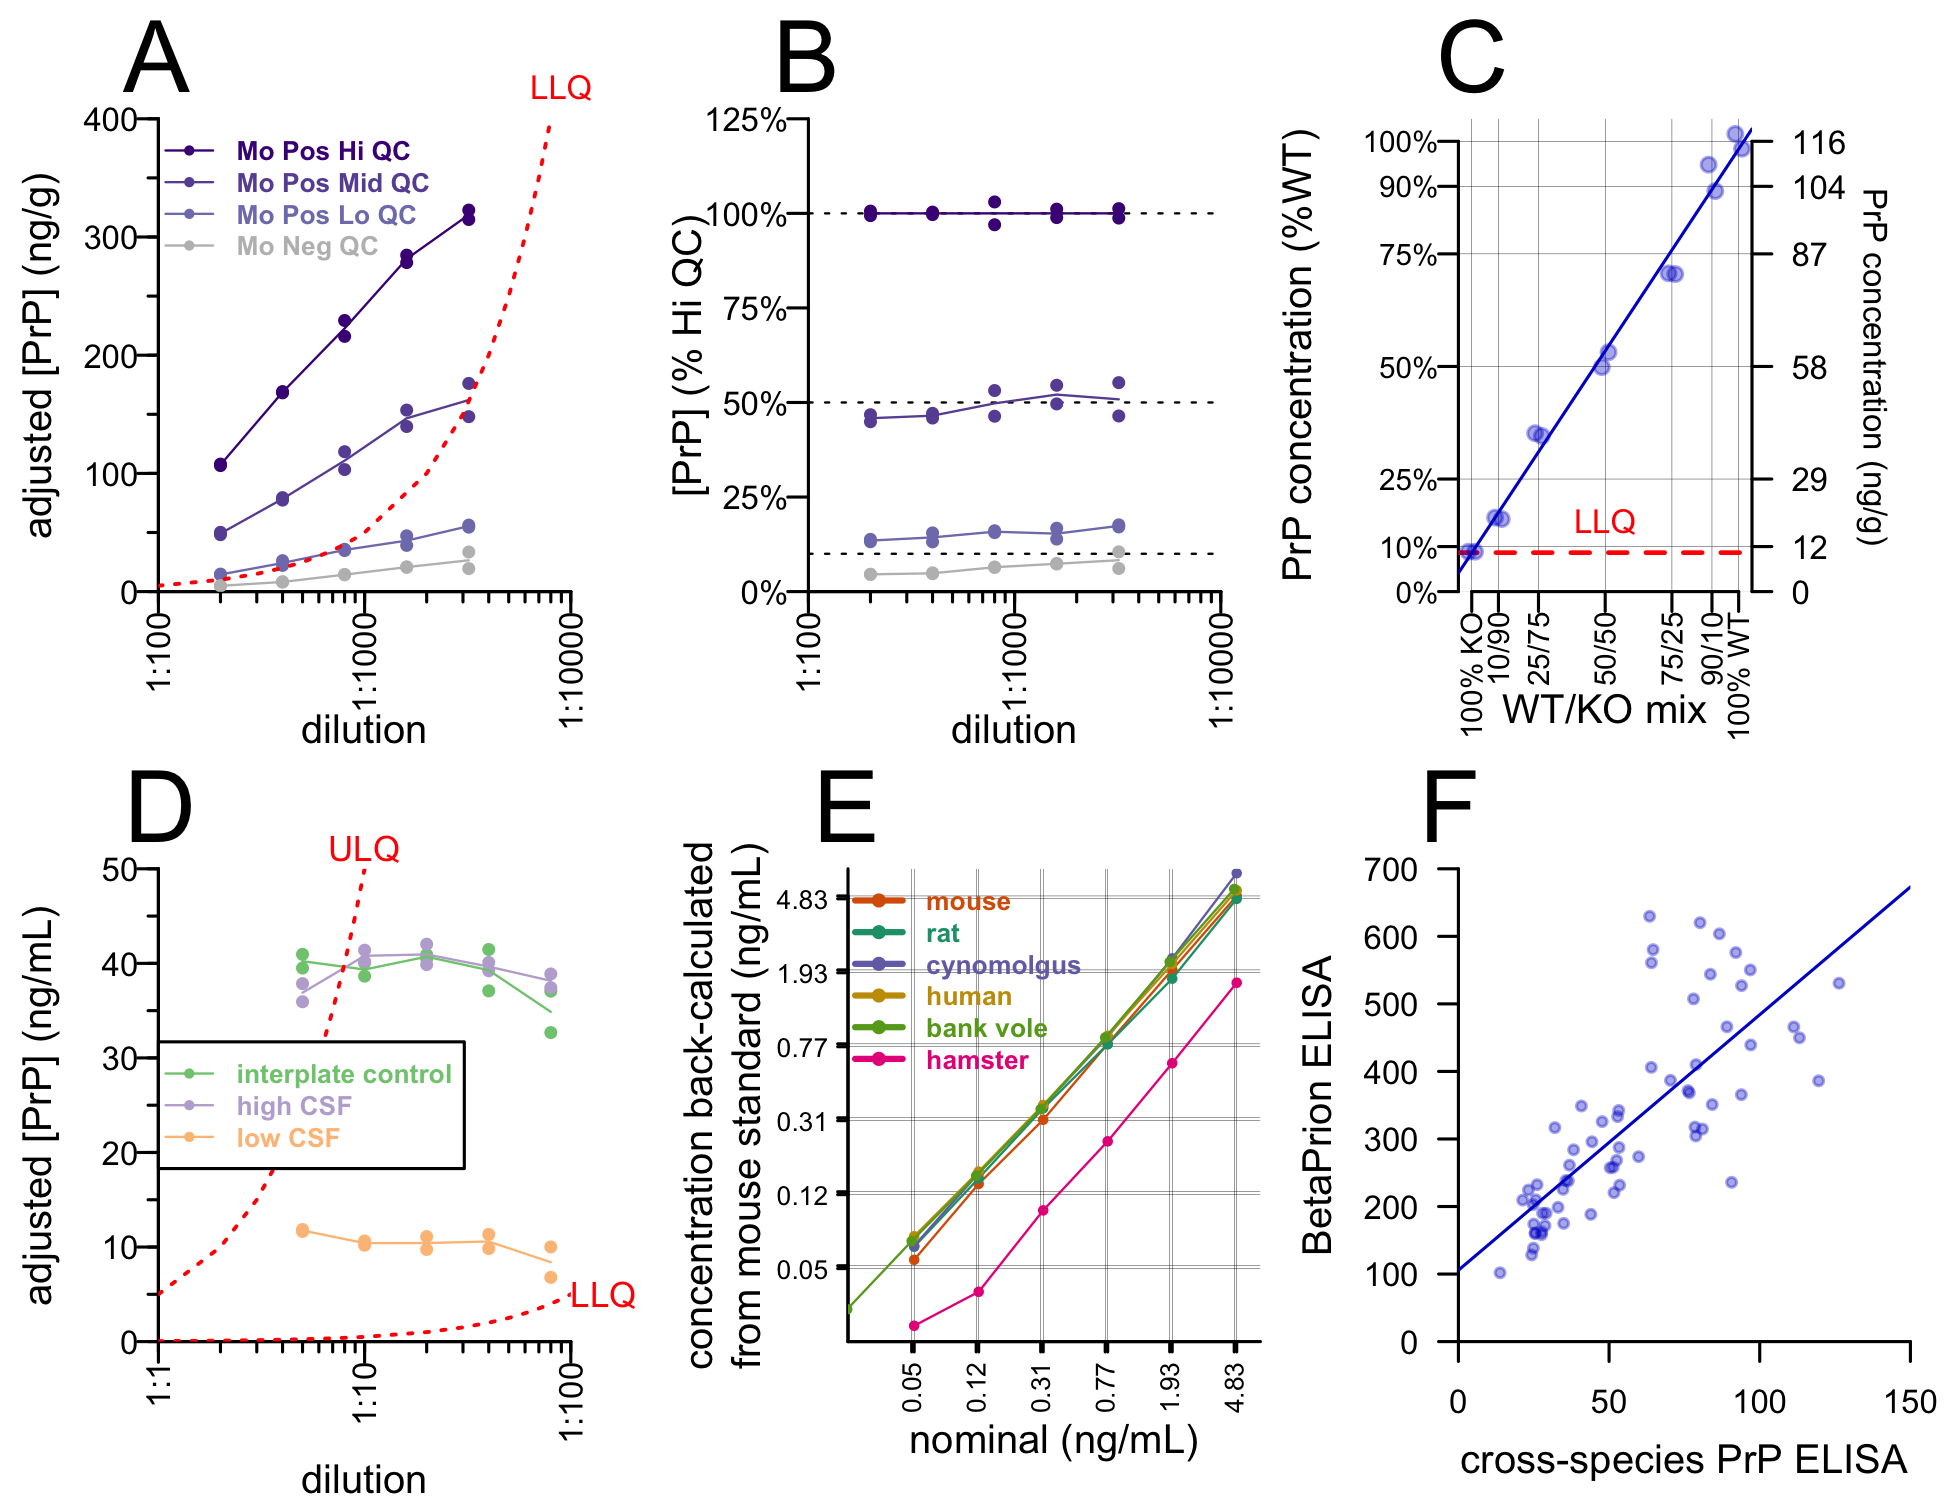 A
LLQ
adjusted [PrP] (ng/g)
400
300
200
100
0
Mo Pos Hi QC
Mo Pos Mid QC
Mo Pos Lo QC
Mo Neg QC
1:100
1:1000
1:10000
dilution
B
[PrP] (% Hi QC)
125%
100%
75%
50%
25%
0%
1:100
1:1000
1:10000
dilution
C
PrP concentration (%WT)
100%
90%
75%
50%
25%
10%
0%
LLQ
116
104
87
58
29
12
0
PrP concentration (ng/g)
100% KO
10/90
25/75
50/50
75/25
90/10
100% WT
WT/KO mix
D
ULQ
adjusted [PrP] (ng/mL)
50
40
30
20
10
0
interplate control
high CSF
low CSF
LLQ
1:1
1:10
1:100
dilution
E
concentration back-calculated
from mouse standard (ng/mL)
4.83
1.93
0.77
0.31
0.12
0.05
mouse
rat
cynomolgus
human
bank vole
hamster
0.05
0.12
0.31
0.77
1.93
4.83
nominal (ng/mL)
F
BetaPrion ELISA
700
600
500
400
300
200
100
0
0
50
100
150
cross-species PrP ELISA